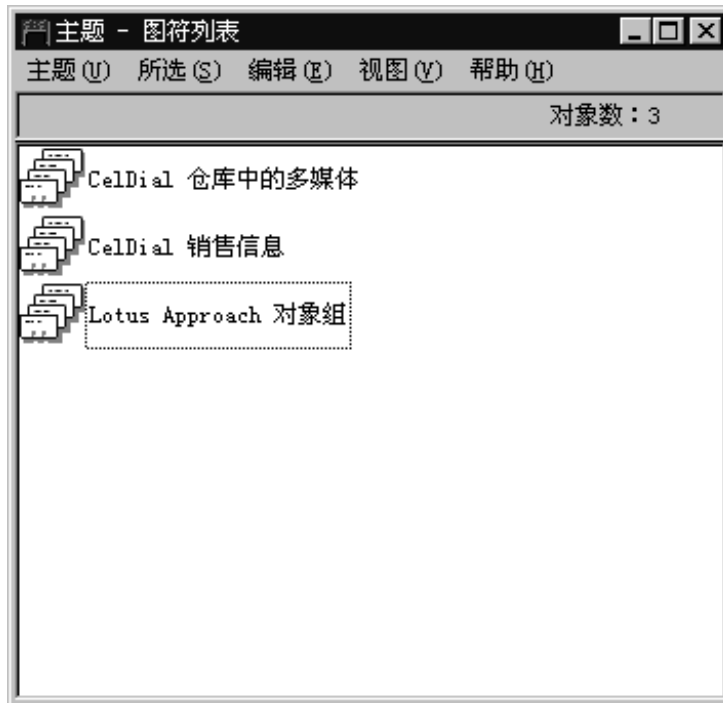 主题 - 图符列表
主题(U) 所选(S) 编辑(E) 视图(V) 帮助(H)
对象数：3
CelDial 仓库中的多媒体
CelDial 销售信息
Lotus Approach 对象组